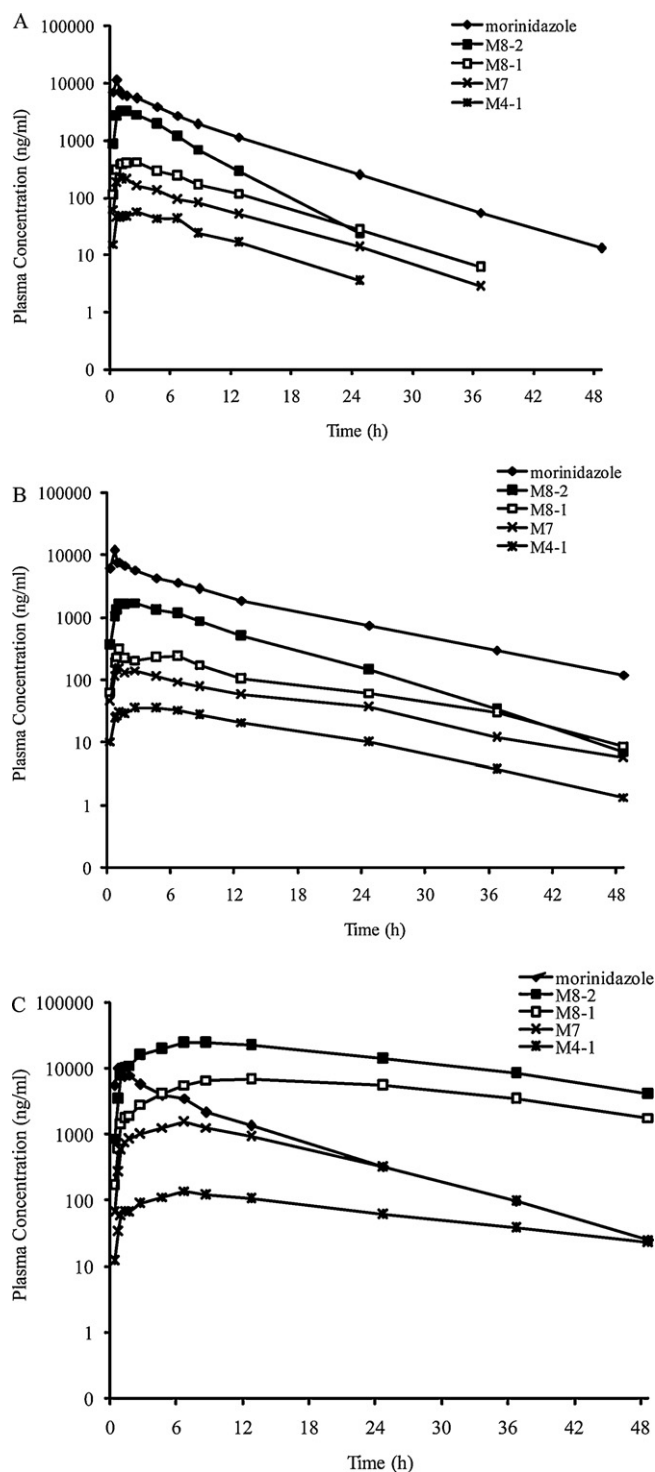 A
morinidazole
M8-2
M8-1
M7
M4-1
Plasma Concentration (ng/ml)
100000
10000
1000
100
10
1
0
0 6 12 18 24 30 36 42 48
Time (h)
B
morinidazole
M8-2
M8-1
M7
M4-1
Plasma Concentration (ng/ml)
100000
10000
1000
100
10
1
0
0 6 12 18 24 30 36 42 48
Time (h)
C
morinidazole
M8-2
M8-1
M7
M4-1
Plasma Concentration (ng/ml)
100000
10000
1000
100
10
1
0
0 6 12 18 24 30 36 42 48
Time (h)